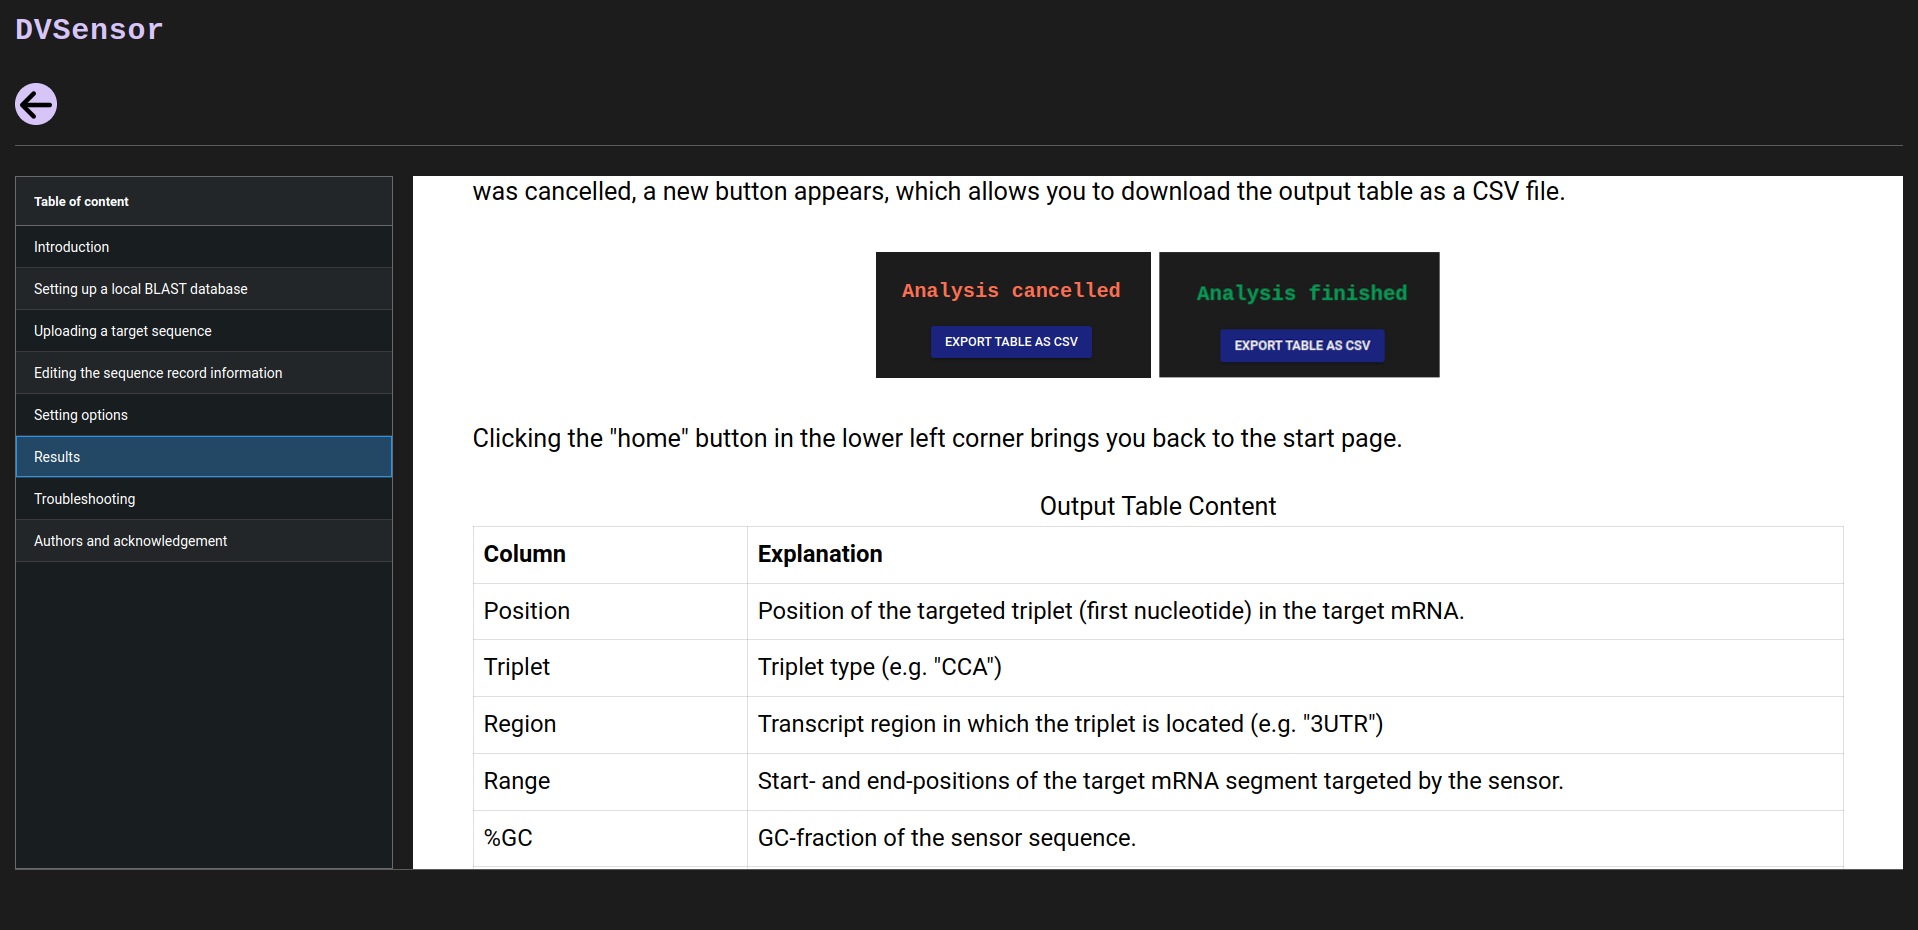 DVSensor
Table of content
Introduction
Setting up a local BLAST database
Uploading a target sequence
Editing the sequence record information
Setting options
Results
Troubleshooting
Authors and acknowledgement
was cancelled, a new button appears, which allows you to download the output table as a CSV file.
Analysis cancelled
EXPORT TABLE AS CSV
Analysis finished
EXPORT TABLE AS CSV
Clicking the "home" button in the lower left corner brings you back to the start page.
Output Table Content
Column Explanation
Position Position of the targeted triplet (first nucleotide) in the target mRNA.
Triplet Triplet type (e.g. "CCA")
Region Transcript region in which the triplet is located (e.g. "3UTR")
Range Start- and end-positions of the target mRNA segment targeted by the sensor.
%GC GC-fraction of the sensor sequence.